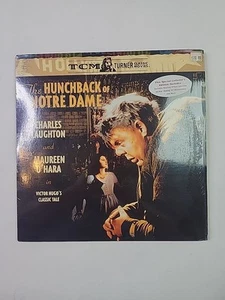 TCM TURNER
The HUNCHBACK of
NOTRE DAME
CHARLES
LAUGHTON
and
MAUREEN
O'HARA
in
VICTOR HUGO'S
CLASSIC TALE